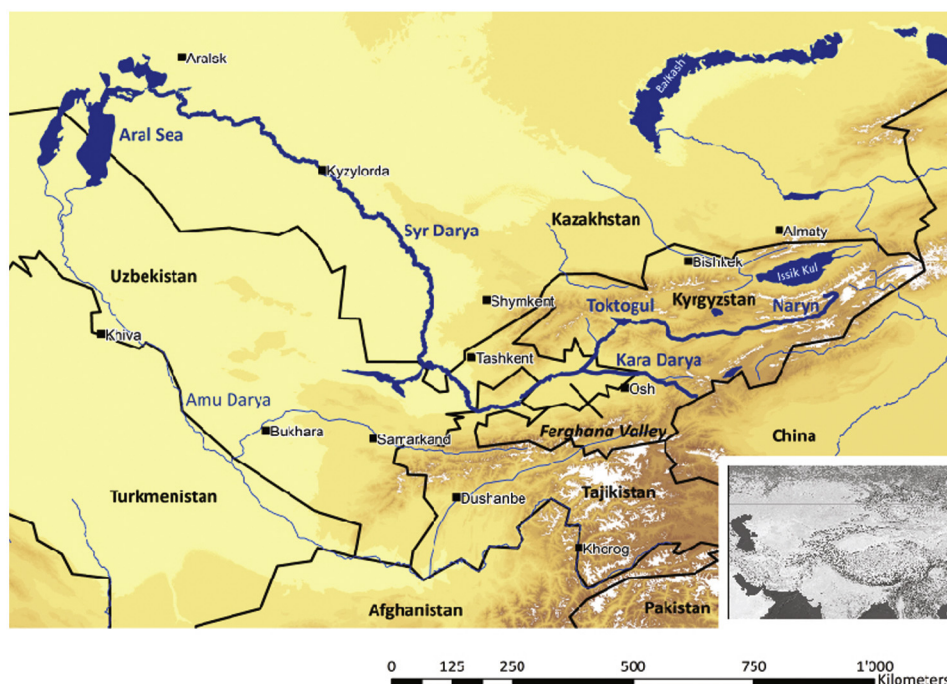 Aralsk
Balkash
Aral Sea
Kyzylorda
Kazakhstan
Syr Darya
Almaty
Bishkek
Issik Kul
Uzbekistan
Shymkent
Toktogul
Kyrgyzstan
Naryn
Khiva
Tashkent
Kara Darya
Osh
Amu Darya
Bukhara
Samarkand
Ferghana Valley
China
Turkmenistan
Dushanbe
Tajikistan
Khorog
Afghanistan
Pakistan
0 125 250 500 750 1'000
Kilometers